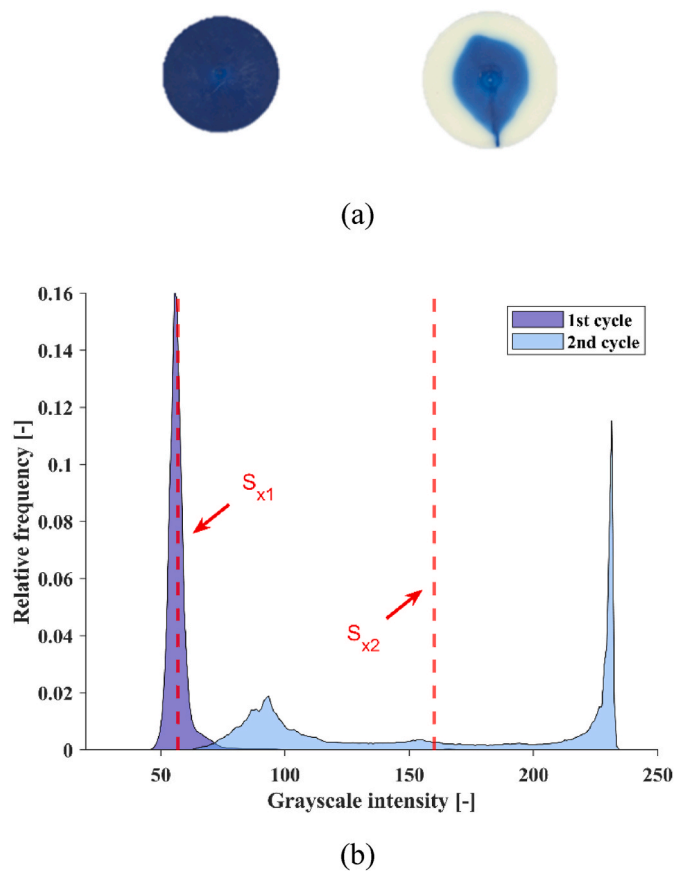 (a)
0.16
0.14
0.12
0.1
0.08
0.06
0.04
0.02
0
Relative frequency [-]
1st cycle
2nd cycle
Sx1
Sx2
50
100
150
200
250
Grayscale intensity [-]
(b)